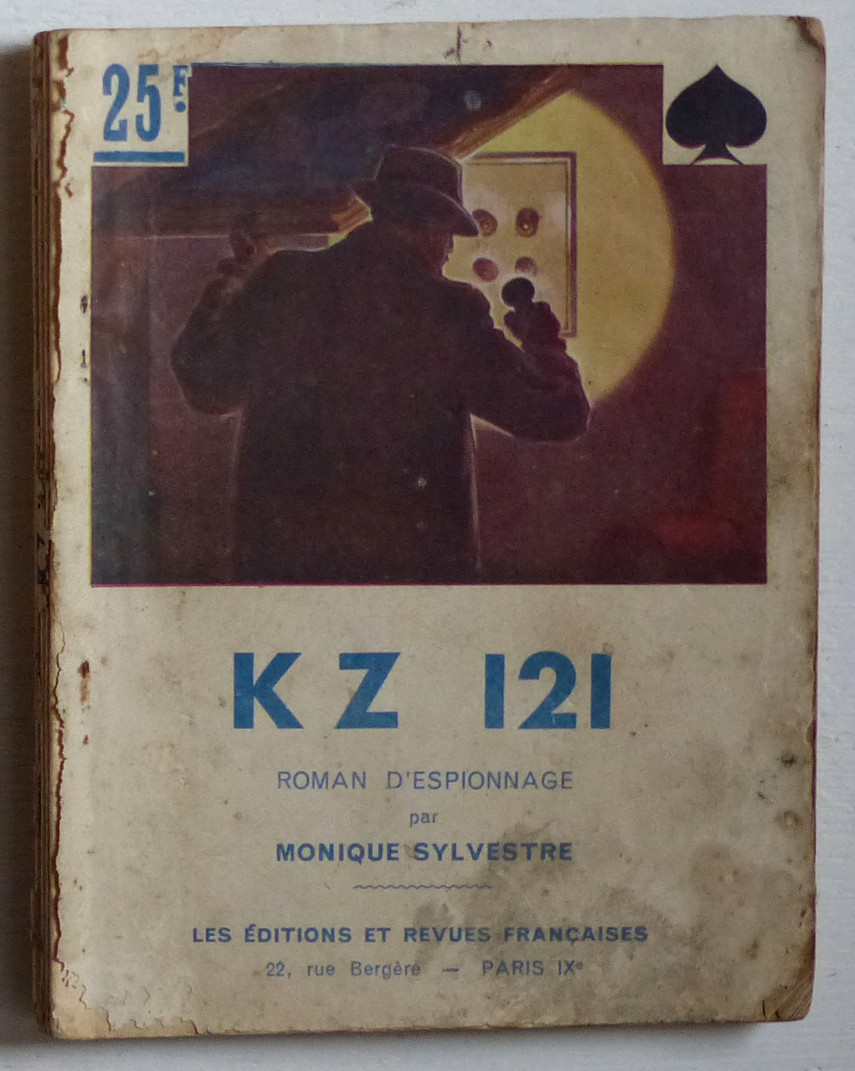 25F.
KZ 121
ROMAN D'ESPIONNAGE
par
MONIQUE SYLVESTRE
LES ÉDITIONS ET REVUES FRANÇAISES
22, rue Bergère — PARIS IXe